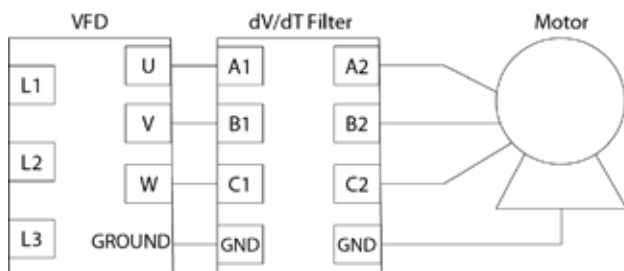 VFD
dV/dT Filter
Motor
U
A1
A2
L1
V
B1
B2
L2
W
C1
C2
L3
GROUND
GND
GND